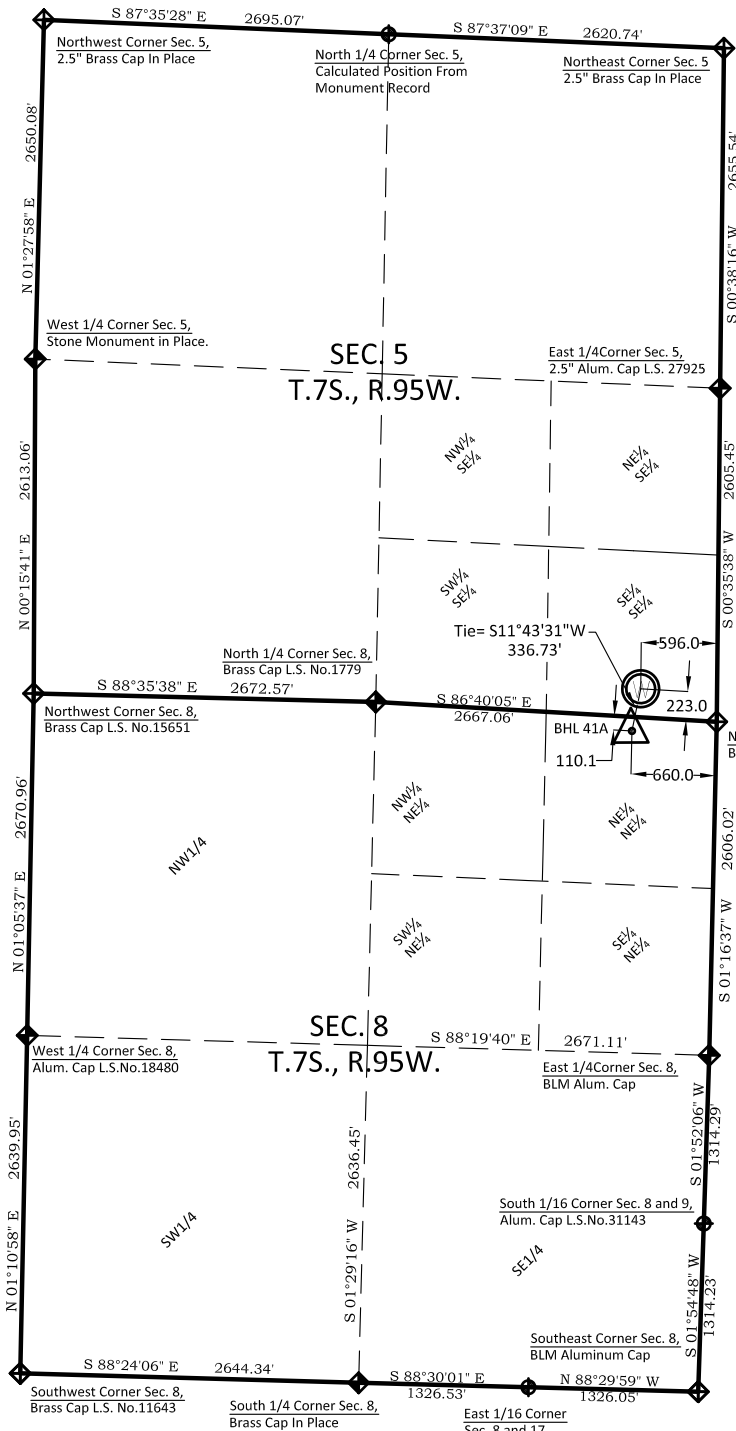 S 87°35'28" E 2695.07'
S 87°37'09" E 2620.74'
Northwest Corner Sec. 5,
2.5" Brass Cap In Place
North 1/4 Corner Sec. 5,
Calculated Position From
Monument Record
Northeast Corner Sec. 5
2.5" Brass Cap In Place
N 01°27'58" E 2650.08'
S 00°38'16" W 2655.54'
West 1/4 Corner Sec. 5,
Stone Monument in Place.
SEC. 5
T.7S., R.95W.
East 1/4Corner Sec. 5,
2.5" Alum. Cap L.S. 27925
NW¼
SE¼
NE¼
SE¼
N 00°15'41" E 2613.06'
S 00°35'38" W 2605.45'
SW¼
SE¼
SE¼
SE¼
Tie= S11°43'31"W
336.73'
596.0
North 1/4 Corner Sec. 8,
Brass Cap L.S. No.1779
S 88°35'38" E 2672.57'
S 86°40'05" E
2667.06'
223.0
Northwest Corner Sec. 8,
Brass Cap L.S. No.15651
BHL 41A
N
B
110.1
660.0
N 01°05'37" E 2670.96'
S 01°16'37" W 2606.02'
NW1/4
NW¼
NE¼
NE¼
NE¼
SW¼
NE¼
SE¼
NE¼
SEC. 8
T.7S., R.95W.
S 88°19'40" E 2671.11'
West 1/4 Corner Sec. 8,
Alum. Cap L.S.No.18480
East 1/4Corner Sec. 8,
BLM Alum. Cap
N 01°10'58" E 2639.95'
S 01°29'16" W 2636.45'
S 01°52'06" W
1314.29'
South 1/16 Corner Sec. 8 and 9,
Alum. Cap L.S.No.31143
SW1/4
SE1/4
S 01°54'48" W
1314.23'
Southeast Corner Sec. 8,
BLM Aluminum Cap
S 88°24'06" E 2644.34'
S 88°30'01" E
1326.53'
N 88°29'59" W
1326.05'
Southwest Corner Sec. 8,
Brass Cap L.S. No.11643
South 1/4 Corner Sec. 8,
Brass Cap In Place
East 1/16 Corner
Sec. 8 and 17